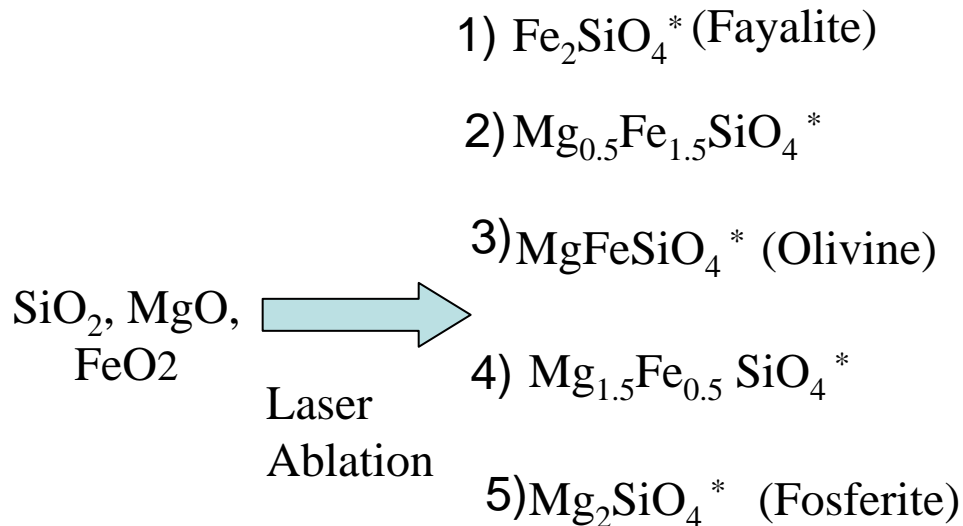 1) Fe₂SiO₄* (Fayalite)
2) Mg₀.₅Fe₁.₅SiO₄*
3) MgFeSiO₄* (Olivine)
SiO₂, MgO,
FeO2
Laser
Ablation
4) Mg₁.₅Fe₀.₅ SiO₄*
5) Mg₂SiO₄* (Fosferite)